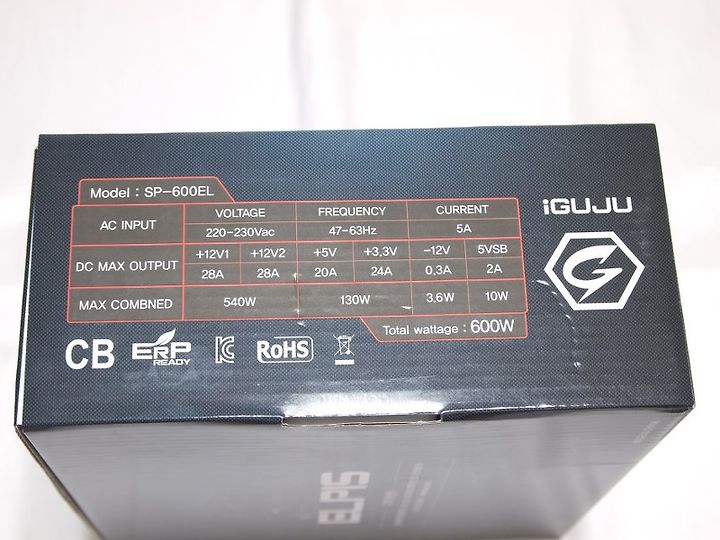 Model : SP-600EL
AC INPUT VOLTAGE FREQUENCY CURRENT
220-230Vac 47-63Hz 5A
DC MAX OUTPUT +12V1 +12V2 +5V +3.3V -12V 5VSB
28A 28A 20A 24A 0.3A 2A
MAX COMBNED 540W 130W 3.6W 10W
Total wattage : 600W
iGUJU
G
CB ErP READY KC RoHS
ELPIS